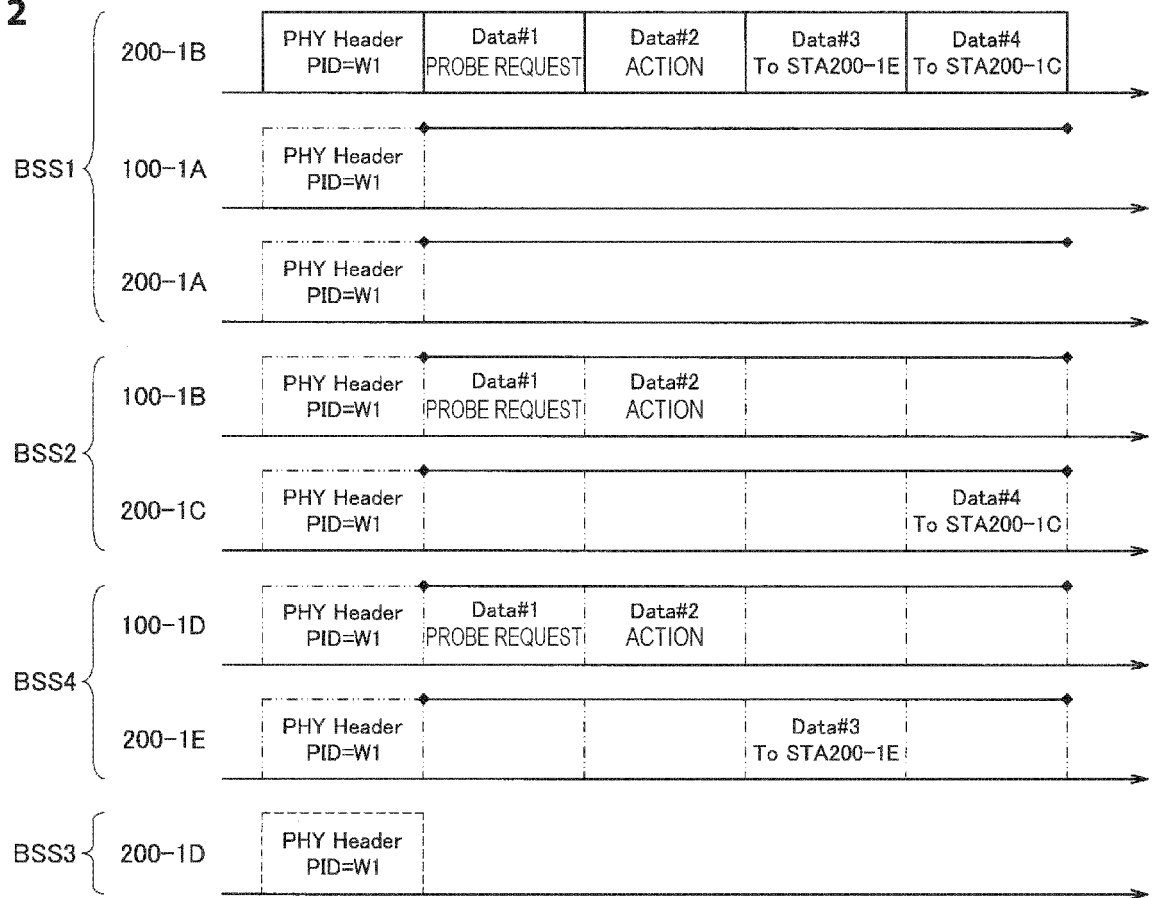 2
BSS1
200-1B
PHY Header
PID=W1
Data#1
PROBE REQUEST
Data#2
ACTION
Data#3
To STA200-1E
Data#4
To STA200-1C
100-1A
PHY Header
PID=W1
200-1A
PHY Header
PID=W1
BSS2
100-1B
PHY Header
PID=W1
Data#1
PROBE REQUEST
Data#2
ACTION
200-1C
PHY Header
PID=W1
Data#4
To STA200-1C
BSS4
100-1D
PHY Header
PID=W1
Data#1
PROBE REQUEST
Data#2
ACTION
200-1E
PHY Header
PID=W1
Data#3
To STA200-1E
BSS3
200-1D
PHY Header
PID=W1